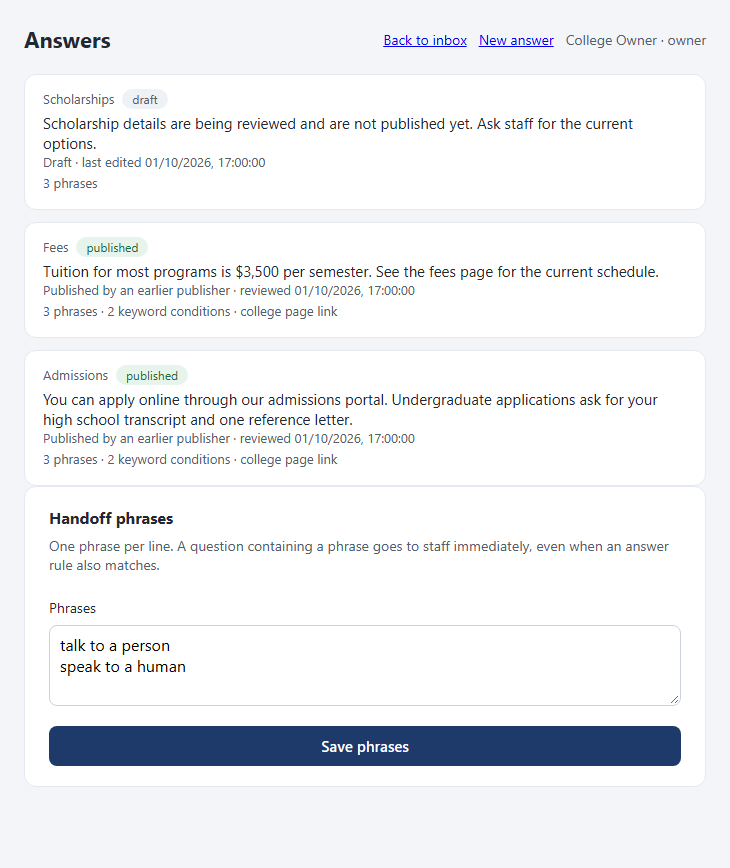 Answers
Back to inbox New answer College Owner · owner
Scholarships draft
Scholarship details are being reviewed and are not published yet. Ask staff for the current
options.
Draft · last edited 01/10/2026, 17:00:00
3 phrases
Fees published
Tuition for most programs is $3,500 per semester. See the fees page for the current schedule.
Published by an earlier publisher · reviewed 01/10/2026, 17:00:00
3 phrases · 2 keyword conditions · college page link
Admissions published
You can apply online through our admissions portal. Undergraduate applications ask for your
high school transcript and one reference letter.
Published by an earlier publisher · reviewed 01/10/2026, 17:00:00
3 phrases · 2 keyword conditions · college page link
Handoff phrases
One phrase per line. A question containing a phrase goes to staff immediately, even when an answer
rule also matches.
Phrases
talk to a person
speak to a human
Save phrases